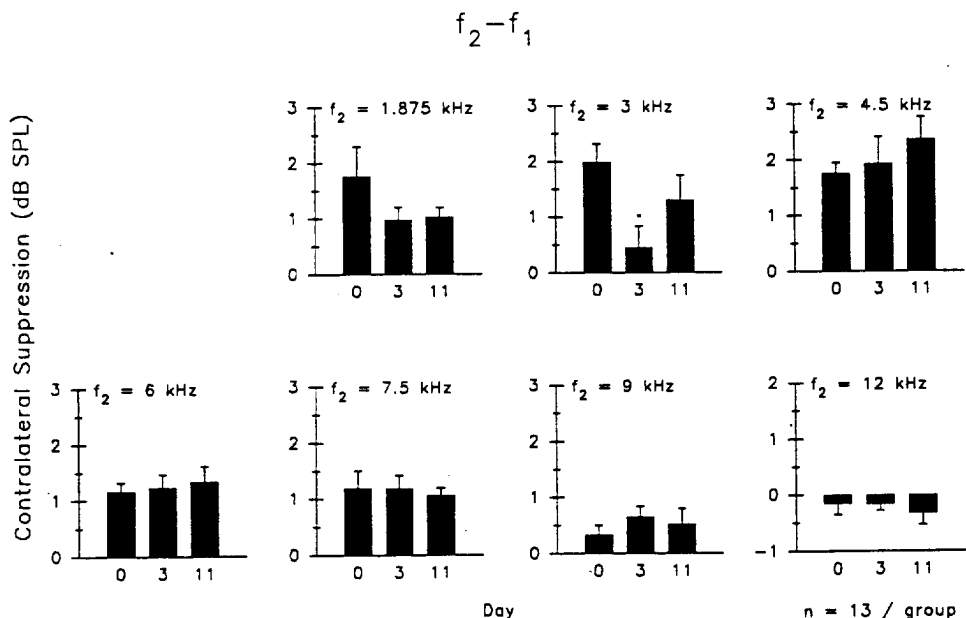 f₂−f₁
Contralateral Suppression (dB SPL)
f₂ = 1.875 kHz
3
2
1
0
0 3 11
f₂ = 3 kHz
3
2
1
0
0 3 11
f₂ = 4.5 kHz
3
2
1
0
0 3 11
f₂ = 6 kHz
3
2
1
0
0 3 11
f₂ = 7.5 kHz
3
2
1
0
0 3 11
f₂ = 9 kHz
3
2
1
0
0 3 11
f₂ = 12 kHz
2
1
0
−1
0 3 11
Day
n = 13 / group